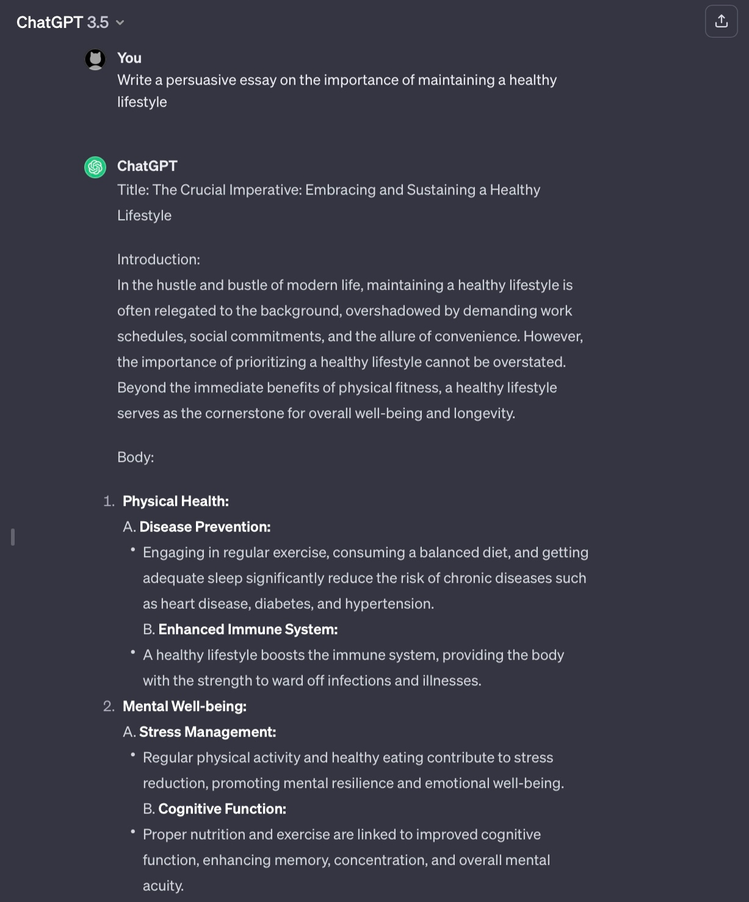 ChatGPT 3.5
You
Write a persuasive essay on the importance of maintaining a healthy
lifestyle
ChatGPT
Title: The Crucial Imperative: Embracing and Sustaining a Healthy
Lifestyle
Introduction:
In the hustle and bustle of modern life, maintaining a healthy lifestyle is
often relegated to the background, overshadowed by demanding work
schedules, social commitments, and the allure of convenience. However,
the importance of prioritizing a healthy lifestyle cannot be overstated.
Beyond the immediate benefits of physical fitness, a healthy lifestyle
serves as the cornerstone for overall well-being and longevity.
Body:
1. Physical Health:
A. Disease Prevention:
• Engaging in regular exercise, consuming a balanced diet, and getting
adequate sleep significantly reduce the risk of chronic diseases such
as heart disease, diabetes, and hypertension.
B. Enhanced Immune System:
• A healthy lifestyle boosts the immune system, providing the body
with the strength to ward off infections and illnesses.
2. Mental Well-being:
A. Stress Management:
• Regular physical activity and healthy eating contribute to stress
reduction, promoting mental resilience and emotional well-being.
B. Cognitive Function:
• Proper nutrition and exercise are linked to improved cognitive
function, enhancing memory, concentration, and overall mental
acuity.